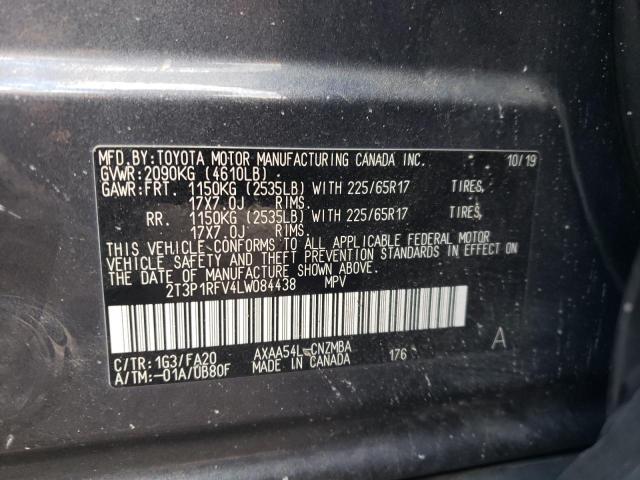 MFD.BY:TOYOTA MOTOR MANUFACTURING CANADA INC. 10/19
GVWR:2090KG (4610LB)
GAWR:FRT. 1150KG (2535LB) WITH 225/65R17 TIRES,
17X7.0J RIMS.
RR. 1150KG (2535LB) WITH 225/65R17 TIRES,
17X7.0J RIMS.
THIS VEHICLE CONFORMS TO ALL APPLICABLE FEDERAL MOTOR
VEHICLE SAFETY AND THEFT PREVENTION STANDARDS IN EFFECT
ON THE DATE OF MANUFACTURE SHOWN ABOVE.
2T3P1RFV4LW084438 MPV
C/TR:1G3/FA20 AXAA54L-CNZMBA 176 A
A/TM:-01A/UB80F MADE IN CANADA